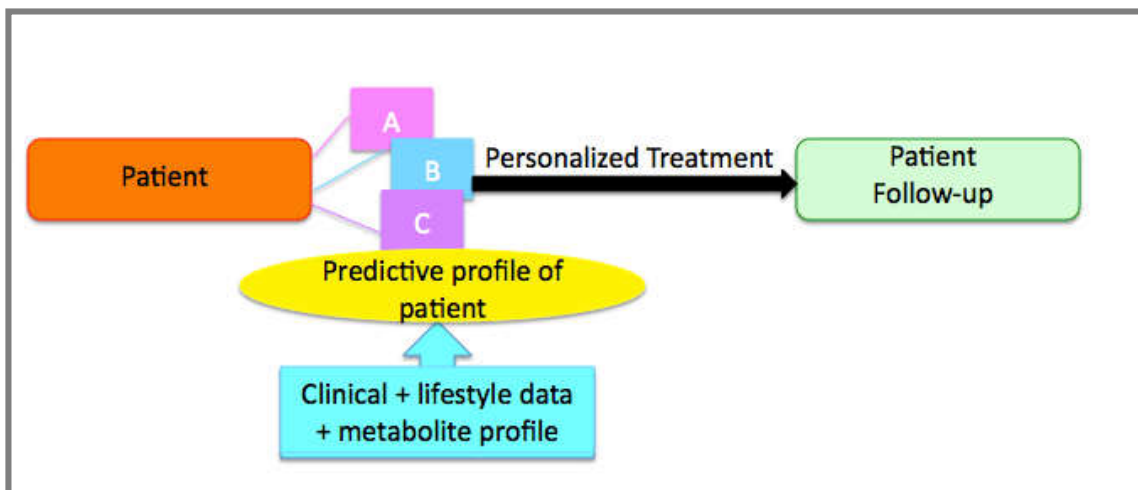 Patient
A
B
C
Personalized Treatment
Patient
Follow-up
Predictive profile of
patient
Clinical + lifestyle data
+ metabolite profile